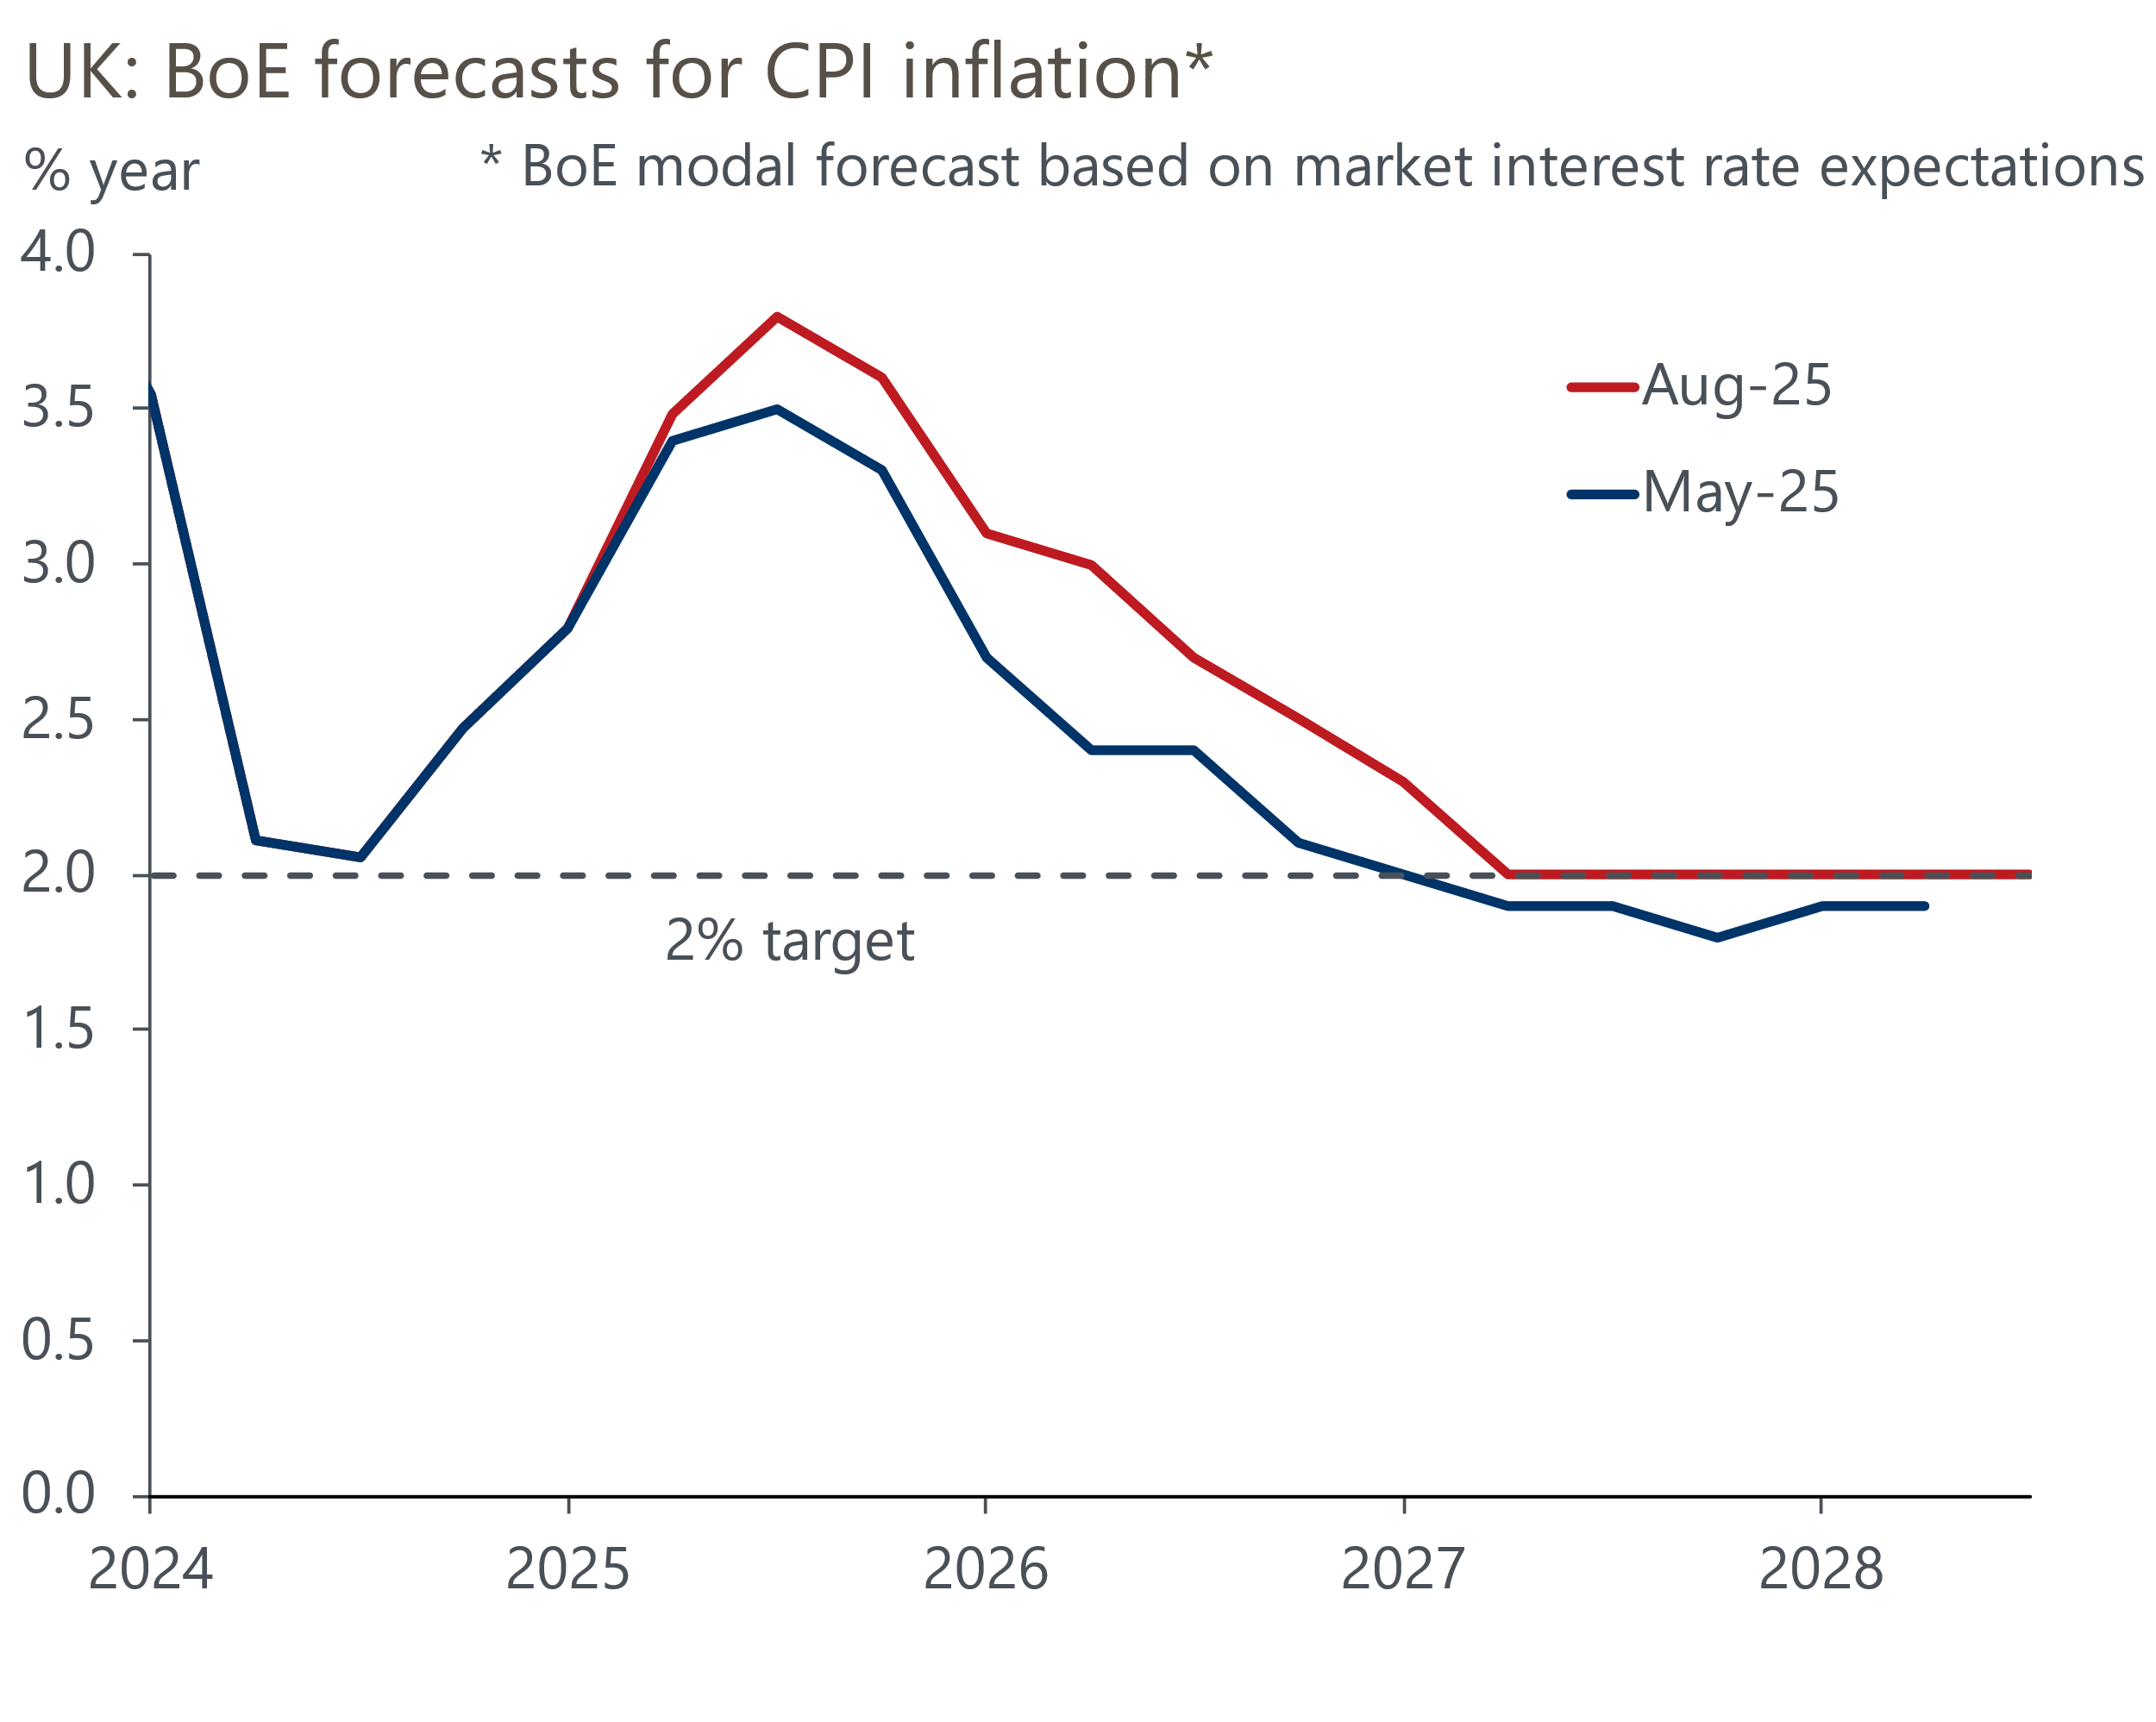 UK: BoE forecasts for CPI inflation*
% year
* BoE modal forecast based on market interest rate expectations
4.0
3.5
3.0
2.5
2.0
1.5
1.0
0.5
0.0
Aug-25
May-25
2% target
2024
2025
2026
2027
2028